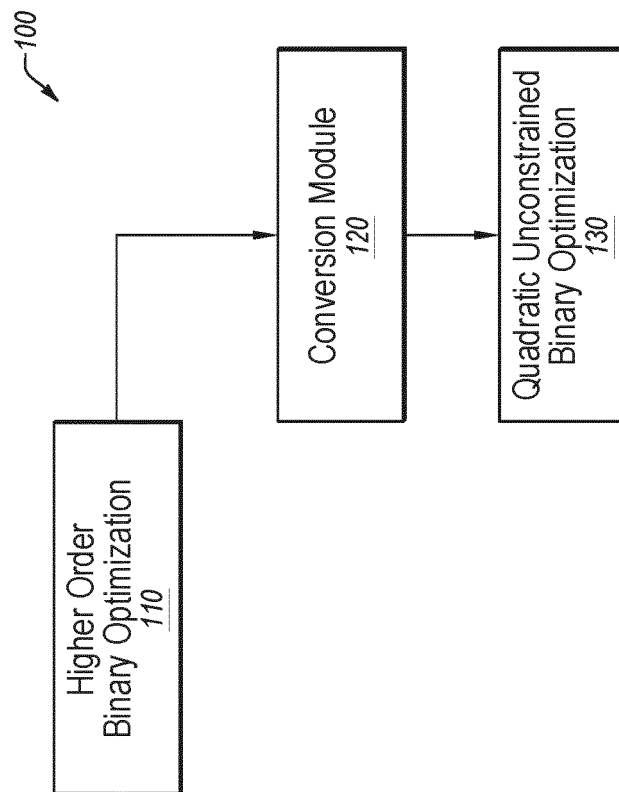 100
Higher Order
Binary Optimization
110
Conversion Module
120
Quadratic Unconstrained
Binary Optimization
130